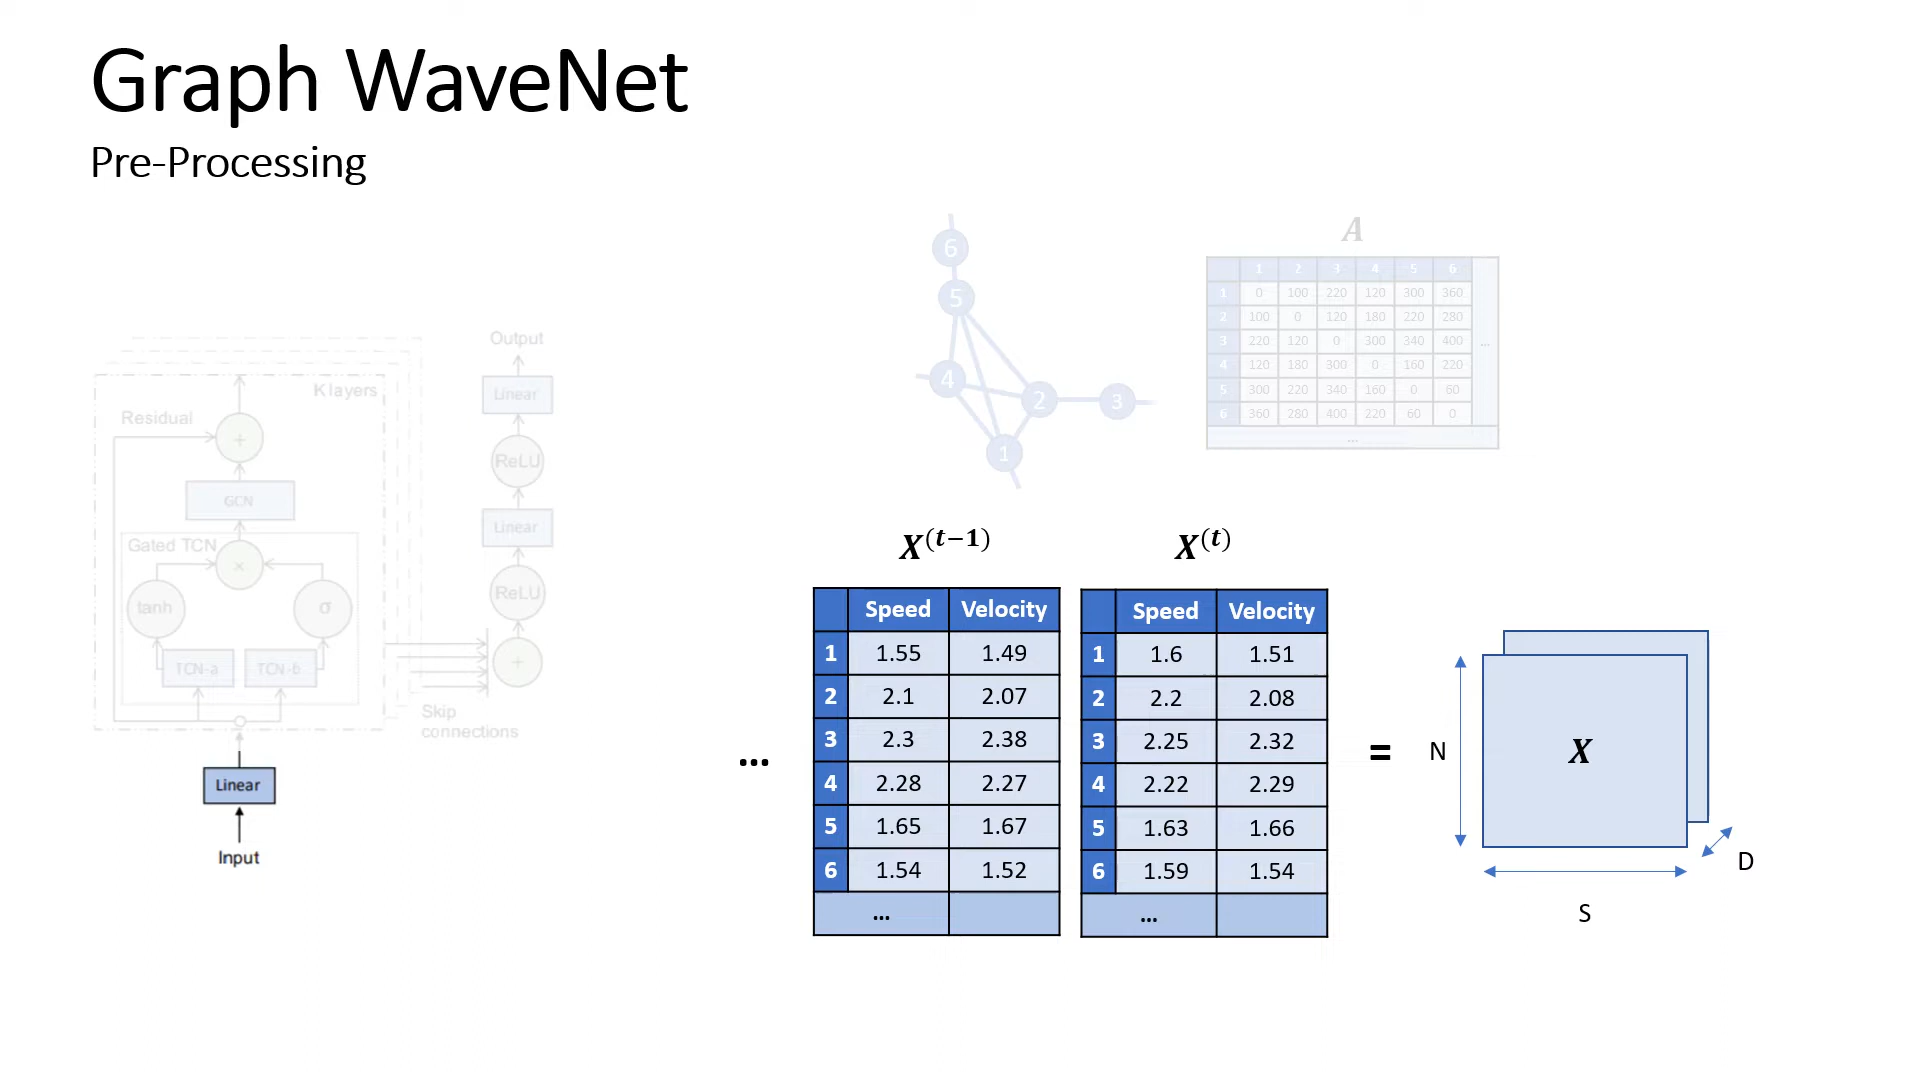 Graph WaveNet
Pre-Processing
Output
Linear
ReLU
Linear
ReLU
+
Skip
connections
K layers
Residual
+
GCN
Gated TCN
×
tanh
σ
TCN-a
TCN-b
Linear
Input
6
5
4
2
3
1
A
1 2 3 4 5 6
1 0 100 220 120 300 360
2 100 0 120 180 220 280
3 220 120 0 300 340 400 ...
4 120 180 300 0 160 220
5 300 220 340 160 0 60
6 360 280 400 220 60 0
...
...
X^(t−1)
Speed Velocity
1 1.55 1.49
2 2.1 2.07
3 2.3 2.38
4 2.28 2.27
5 1.65 1.67
6 1.54 1.52
...
X^(t)
Speed Velocity
1 1.6 1.51
2 2.2 2.08
3 2.25 2.32
4 2.22 2.29
5 1.63 1.66
6 1.59 1.54
...
=
N
X
D
S